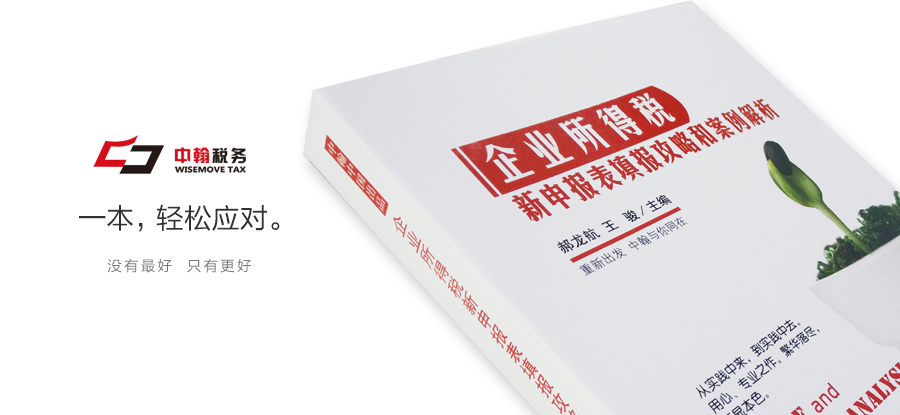 中翰税务
WISEMOVE TAX
一本，轻松应对。
没有最好 只有更好
企业所得税
新申报表填报攻略和案例解析
郝龙航 王 骏/主编
重新出发 中翰与你同在
从实践中来，到实践中去。
用心、专业之作。繁华落尽，
本色。
and
ANALYSI
企业所得税新申报表填报攻